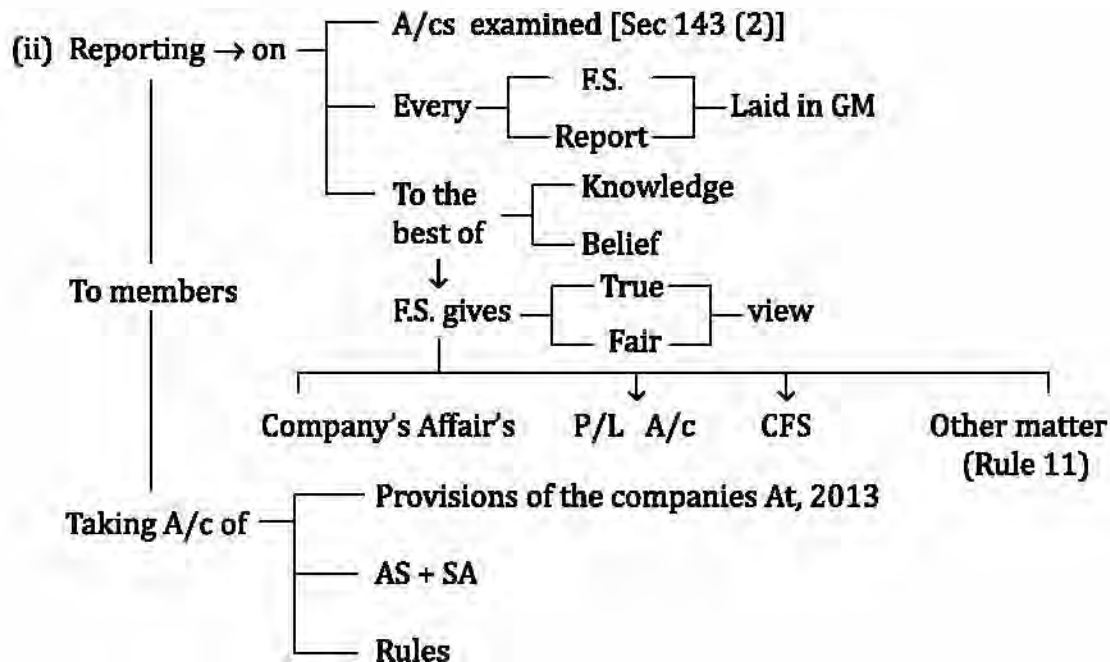 A/cs examined [Sec 143 (2)]
(ii) Reporting → on
F.S.
Every
Laid in GM
Report
To the
best of
Knowledge
Belief
To members
F.S. gives
True
Fair
view
Company's Affair's P/L A/c CFS Other matter
(Rule 11)
Provisions of the companies At, 2013
Taking A/c of
AS + SA
Rules